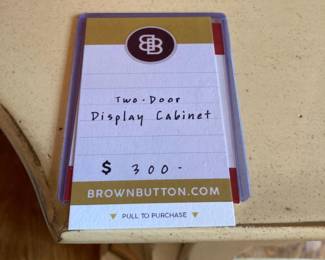 BB
Two-Door
Display Cabinet
$ 300-
BROWNBUTTON.COM
PULL TO PURCHASE